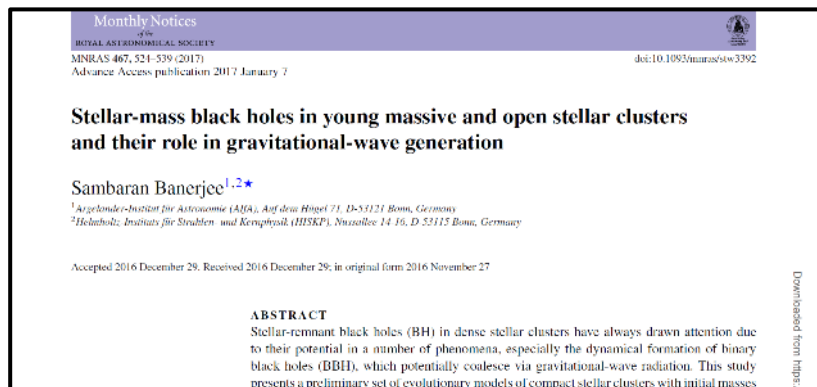 Monthly Notices
of the
ROYAL ASTRONOMICAL SOCIETY
MNRAS 467, 524–539 (2017)
doi:10.1093/mnras/stw3392
Advance Access publication 2017 January 7
Stellar-mass black holes in young massive and open stellar clusters
and their role in gravitational-wave generation
Sambaran Banerjee1,2★
1Argelander-Institut für Astronomie (AIfA), Auf dem Hügel 71, D-53121 Bonn, Germany
2Helmholtz-Instituts für Strahlen- und Kernphysik (HISKP), Nussallee 14-16, D-53115 Bonn, Germany
Accepted 2016 December 29. Received 2016 December 29; in original form 2016 November 27
ABSTRACT
Stellar-remnant black holes (BH) in dense stellar clusters have always drawn attention due
to their potential in a number of phenomena, especially the dynamical formation of binary
black holes (BBH), which potentially coalesce via gravitational-wave radiation. This study
presents a preliminary set of evolutionary models of compact stellar clusters with initial masses
Downloaded from https: